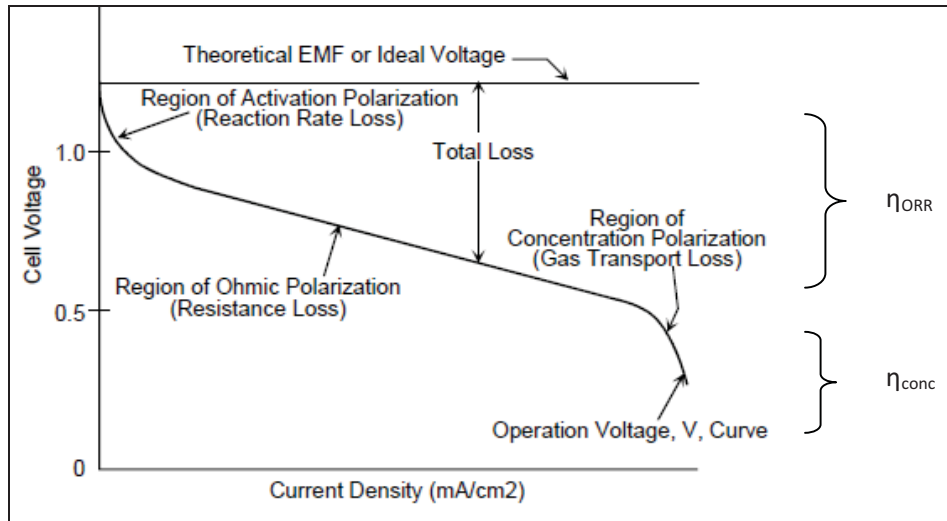 Theoretical EMF or Ideal Voltage
Region of Activation Polarization
(Reaction Rate Loss)
1.0
Total Loss
ηORR
Cell Voltage
Region of
Concentration Polarization
(Gas Transport Loss)
Region of Ohmic Polarization
(Resistance Loss)
0.5
ηconc
Operation Voltage, V, Curve
0
Current Density (mA/cm2)